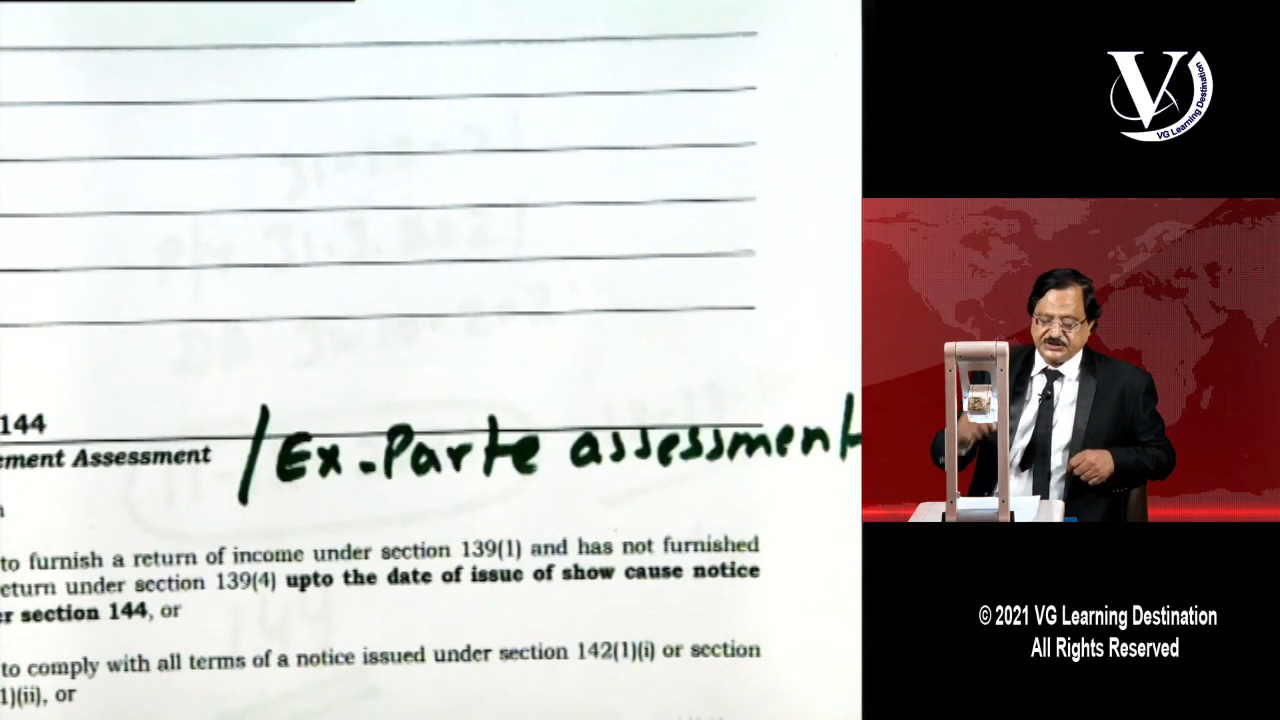 144
ment Assessment / Ex-Parte assessment
to furnish a return of income under section 139(1) and has not furnished
eturn under section 139(4) upto the date of issue of show cause notice
er section 144, or
to comply with all terms of a notice issued under section 142(1)(i) or section
1)(ii), or
V
VG Learning Destination
© 2021 VG Learning Destination
All Rights Reserved